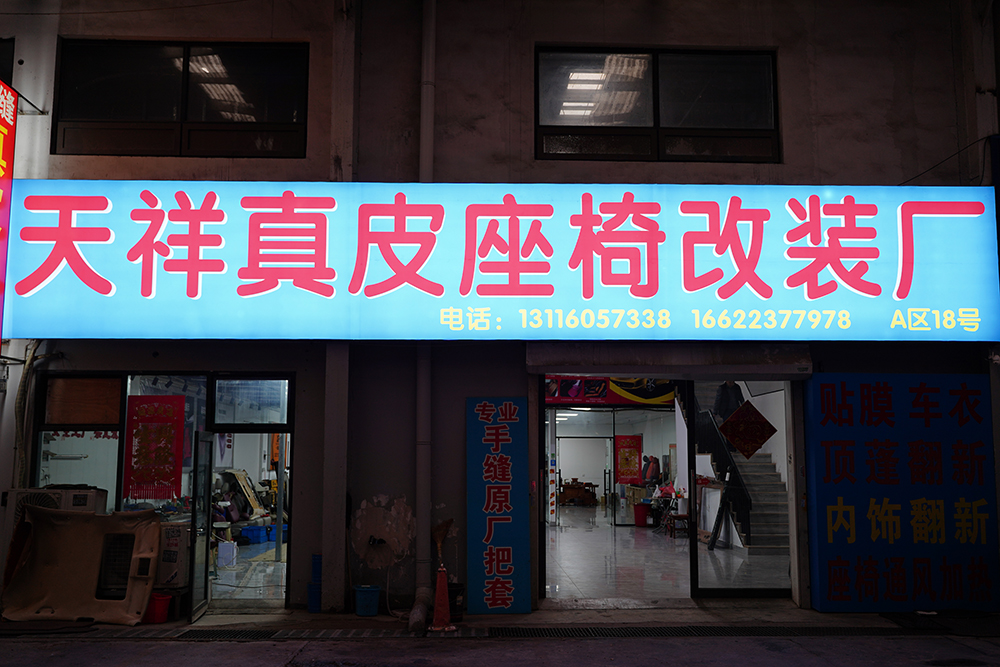 天祥真皮座椅改装厂
电话：13116057338 16622377978 A区18号
缝
专业
手缝原厂把套
贴膜 车衣
顶蓬翻新
内饰翻新